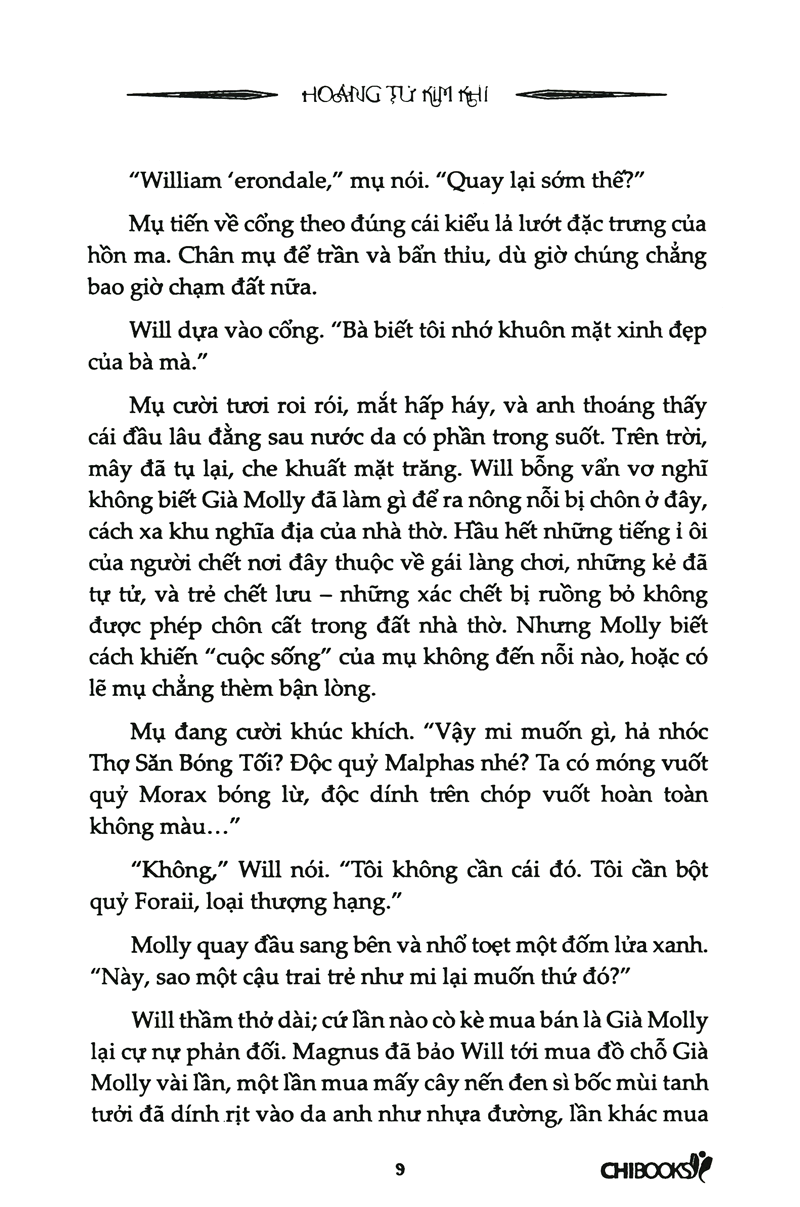 HOÀNG TỬ KIM KHÍ
“William ‘erondale,” mụ nói. “Quay lại sớm thế?”
Mụ tiến về cổng theo đúng cái kiểu lả lướt đặc trưng của
hồn ma. Chân mụ để trần và bẩn thỉu, dù giờ chúng chẳng
bao giờ chạm đất nữa.
Will dựa vào cổng. “Bà biết tôi nhớ khuôn mặt xinh đẹp
của bà mà.”
Mụ cười tươi roi rói, mắt hấp háy, và anh thoáng thấy
cái đầu lâu đằng sau nước da có phần trong suốt. Trên trời,
mây đã tụ lại, che khuất mặt trăng. Will bỗng vẩn vơ nghĩ
không biết Già Molly đã làm gì để ra nông nỗi bị chôn ở đây,
cách xa khu nghĩa địa của nhà thờ. Hầu hết những tiếng ỉ ôi
của người chết nơi đây thuộc về gái làng chơi, những kẻ đã
tự tử, và trẻ chết lưu – những xác chết bị ruồng bỏ không
được phép chôn cất trong đất nhà thờ. Nhưng Molly biết
cách khiến “cuộc sống” của mụ không đến nỗi nào, hoặc có
lẽ mụ chẳng thèm bận lòng.
Mụ đang cười khúc khích. “Vậy mi muốn gì, hả nhóc
Thợ Săn Bóng Tối? Độc quỷ Malphas nhé? Ta có móng vuốt
quỷ Morax bóng lừ, độc dính trên chóp vuốt hoàn toàn
không màu…”
“Không,” Will nói. “Tôi không cần cái đó. Tôi cần bột
quỷ Foraii, loại thượng hạng.”
Molly quay đầu sang bên và nhổ toẹt một đốm lửa xanh.
“Này, sao một cậu trai trẻ như mi lại muốn thứ đó?”
Will thầm thở dài; cứ lần nào cò kè mua bán là Già Molly
lại cự nự phản đối. Magnus đã bảo Will tới mua đồ chỗ Già
Molly vài lần, một lần mua mấy cây nến đen sì bốc mùi tanh
tưởi đã dính rịt vào da anh như nhựa đường, lần khác mua
9
CHIBOOKS